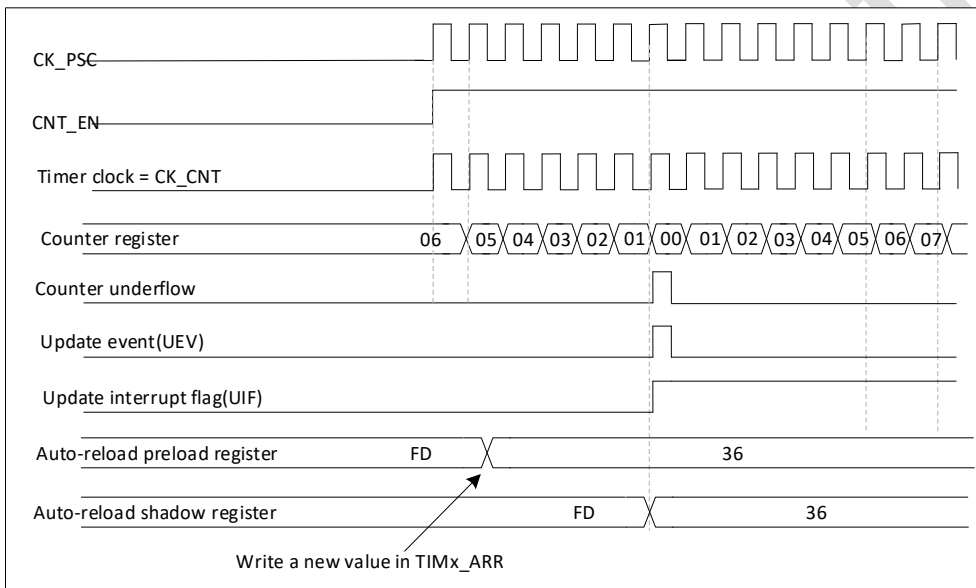 CK_PSC
CNT_EN
Timer clock = CK_CNT
Counter register 06 05 04 03 02 01 00 01 02 03 04 05 06 07
Counter underflow
Update event(UEV)
Update interrupt flag(UIF)
Auto-reload preload register FD 36
Auto-reload shadow register FD 36
Write a new value in TIMx_ARR